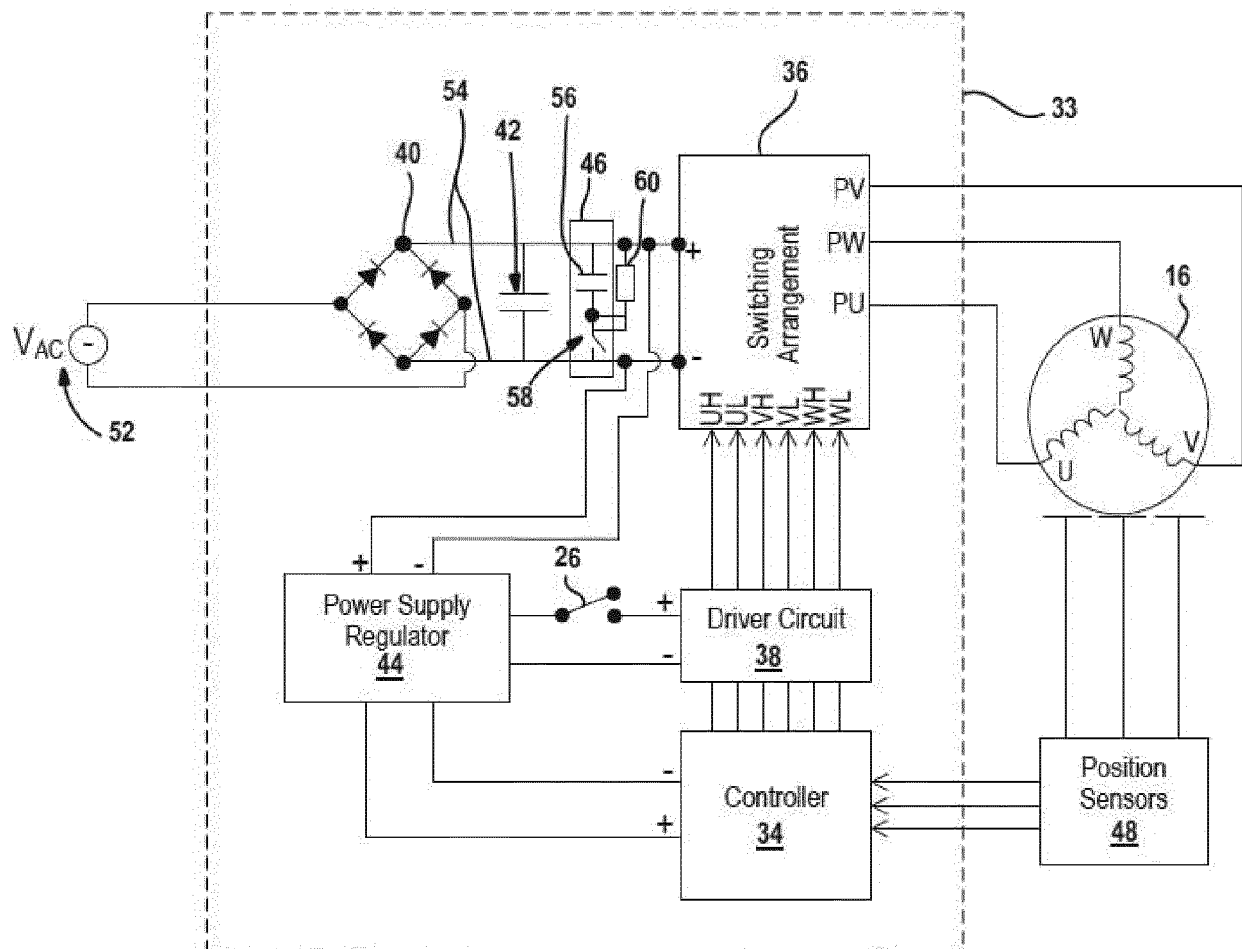 36
33
54
56
42
40
46
60
PV
PW
PU
+
-
Switching
Arrangement
16
W
U
V
VAC
-
52
58
UH
UL
VH
VL
WH
WL
+
-
26
Power Supply
Regulator
44
+
-
Driver Circuit
38
-
+
Controller
34
Position
Sensors
48